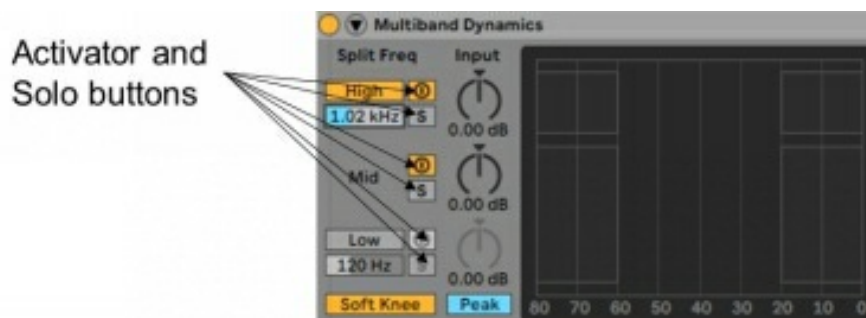 Multiband Dynamics
Activator and
Solo buttons
Split Freq Input
High
1.02 kHz S
0.00 dB
Mid
S
0.00 dB
Low
120 Hz S
0.00 dB
Soft Knee Peak 80 70 60 50 40 30 20 10 0